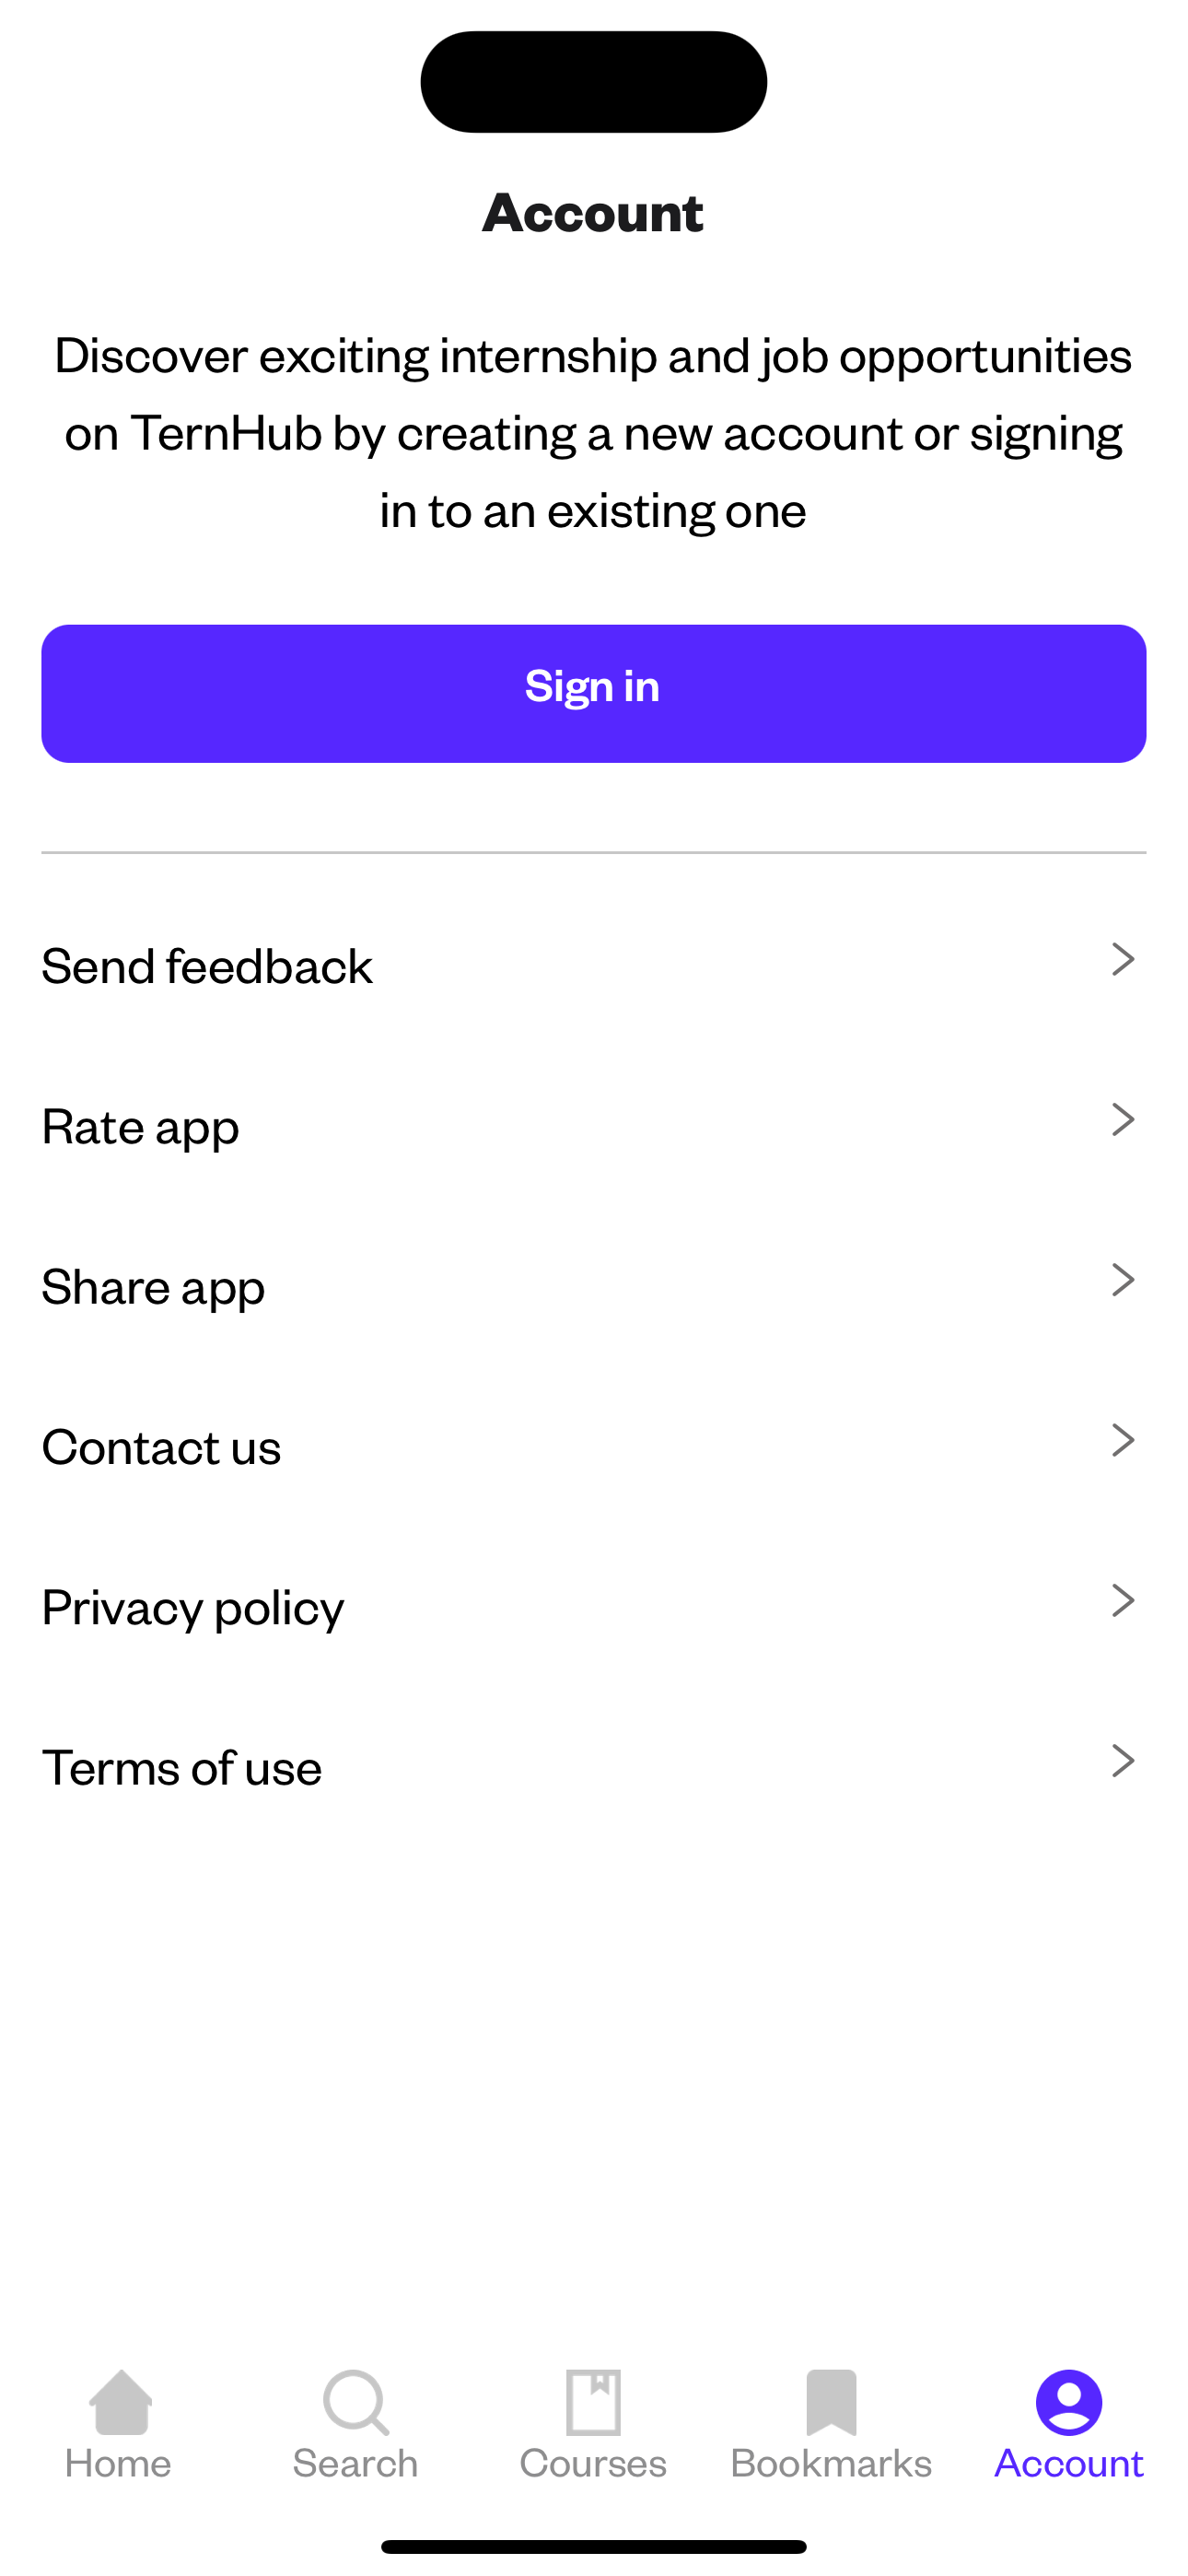 Account
Discover exciting internship and job opportunities
on TernHub by creating a new account or signing
in to an existing one
Sign in
Send feedback
Rate app
Share app
Contact us
Privacy policy
Terms of use
Home
Search
Courses
Bookmarks
Account